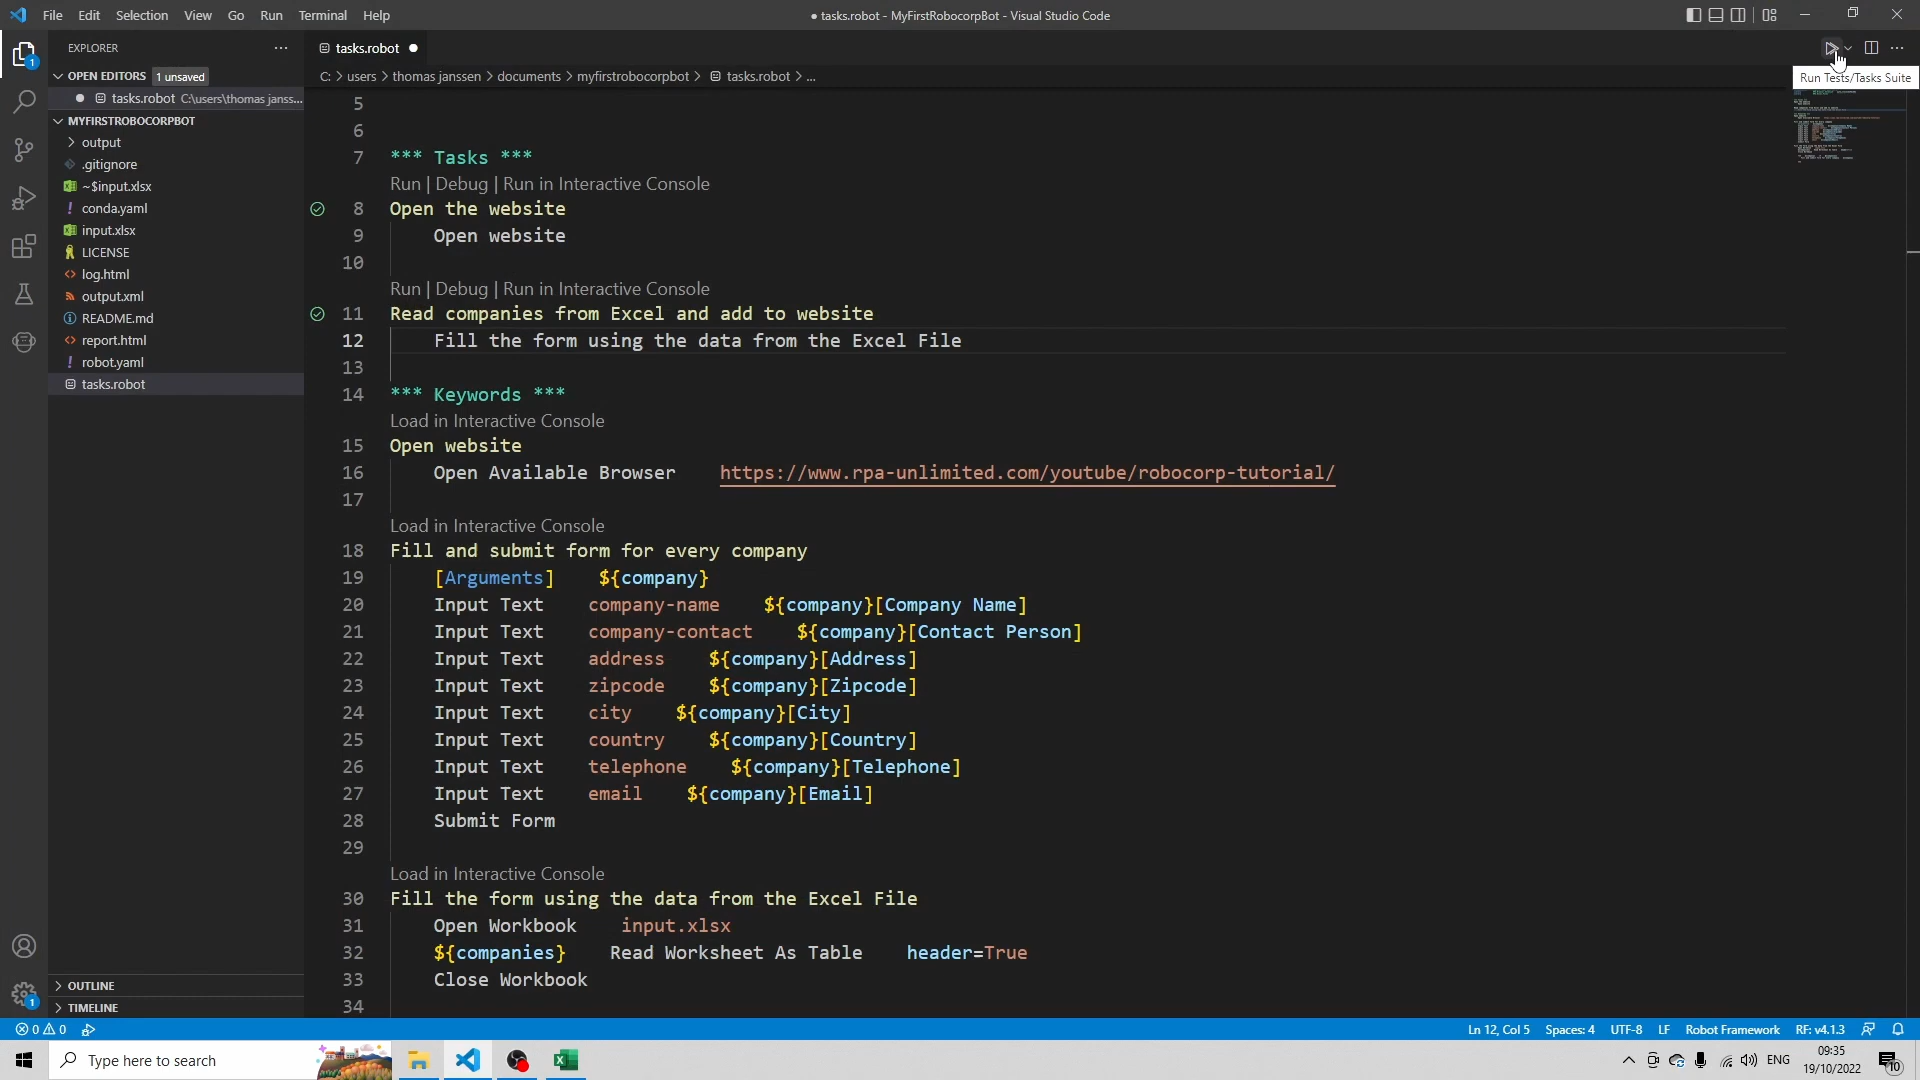 File Edit Selection View Go Run Terminal Help
● tasks.robot - MyFirstRobocorpBot - Visual Studio Code
EXPLORER
tasks.robot
Run Tests/Tasks Suite
OPEN EDITORS 1 unsaved
tasks.robot C:\users\thomas janss...
MYFIRSTROBOCORPBOT
output
.gitignore
~$input.xlsx
conda.yaml
input.xlsx
LICENSE
log.html
output.xml
README.md
report.html
robot.yaml
tasks.robot
OUTLINE
TIMELINE
C: > users > thomas janssen > documents > myfirstrobocorpbot > tasks.robot > ...
5
6
7 *** Tasks ***
Run | Debug | Run in Interactive Console
8 Open the website
9 Open website
10
Run | Debug | Run in Interactive Console
11 Read companies from Excel and add to website
12 Fill the form using the data from the Excel File
13
14 *** Keywords ***
Load in Interactive Console
15 Open website
16 Open Available Browser https://www.rpa-unlimited.com/youtube/robocorp-tutorial/
17
Load in Interactive Console
18 Fill and submit form for every company
19 [Arguments] ${company}
20 Input Text company-name ${company}[Company Name]
21 Input Text company-contact ${company}[Contact Person]
22 Input Text address ${company}[Address]
23 Input Text zipcode ${company}[Zipcode]
24 Input Text city ${company}[City]
25 Input Text country ${company}[Country]
26 Input Text telephone ${company}[Telephone]
27 Input Text email ${company}[Email]
28 Submit Form
29
Load in Interactive Console
30 Fill the form using the data from the Excel File
31 Open Workbook input.xlsx
32 ${companies} Read Worksheet As Table header=True
33 Close Workbook
34
1
1
0 0
Ln 12, Col 5 Spaces: 4 UTF-8 LF Robot Framework RF: v4.1.3
Type here to search
ENG
09:35
19/10/2022
10